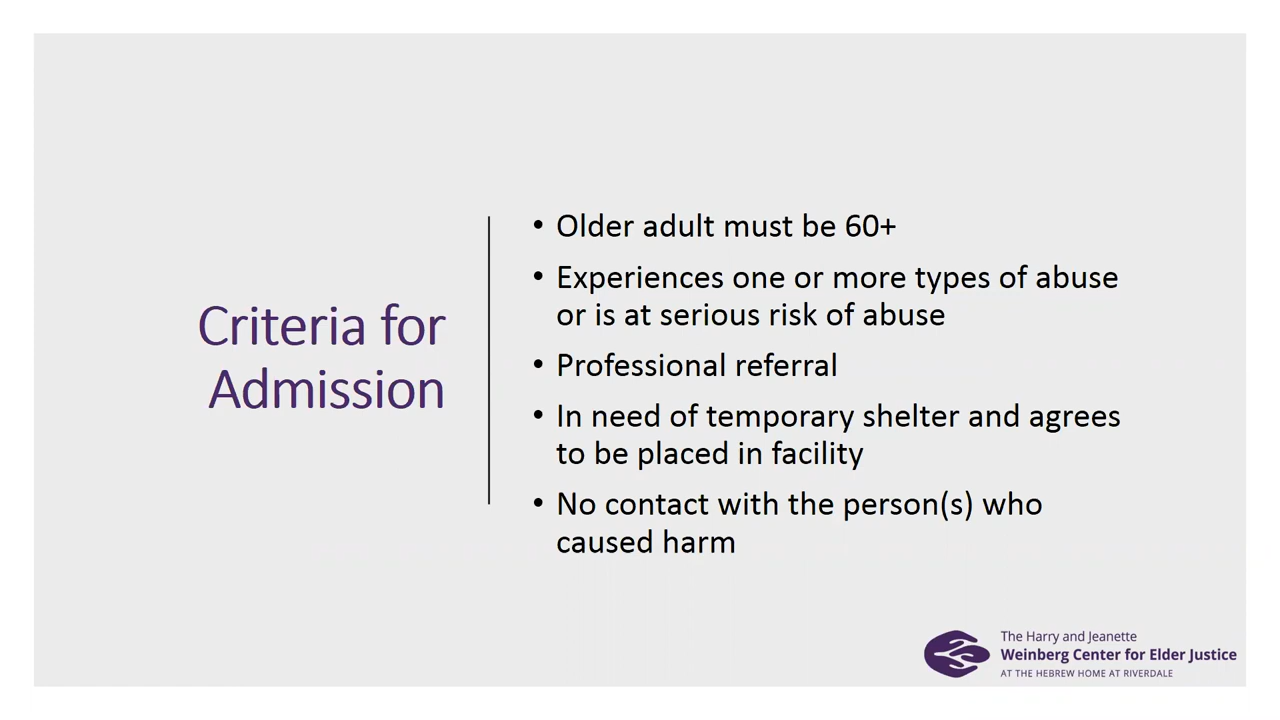 Criteria for
Admission
• Older adult must be 60+
• Experiences one or more types of abuse
or is at serious risk of abuse
• Professional referral
• In need of temporary shelter and agrees
to be placed in facility
• No contact with the person(s) who
caused harm
The Harry and Jeanette
Weinberg Center for Elder Justice
AT THE HEBREW HOME AT RIVERDALE